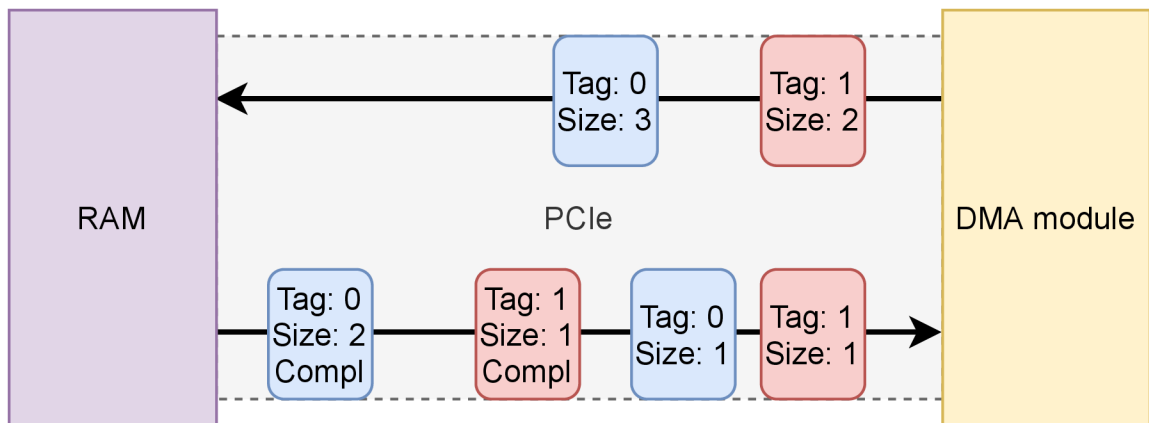 Tag: 0
Size: 3
Tag: 1
Size: 2
RAM
PCIe
DMA module
Tag: 0
Size: 2
Compl
Tag: 1
Size: 1
Compl
Tag: 0
Size: 1
Tag: 1
Size: 1